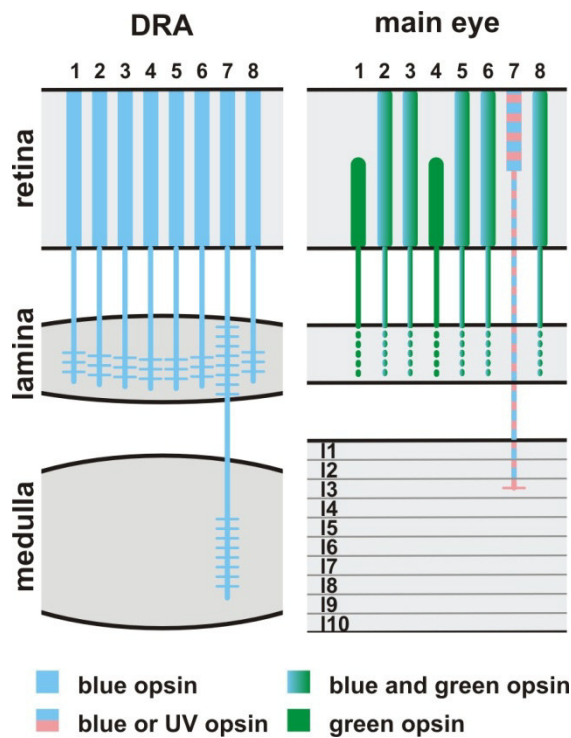 DRA main eye
1 2 3 4 5 6 7 8 1 2 3 4 5 6 7 8
retina
lamina
medulla
l1
l2
l3
l4
l5
l6
l7
l8
l9
l10
blue opsin blue and green opsin
blue or UV opsin green opsin